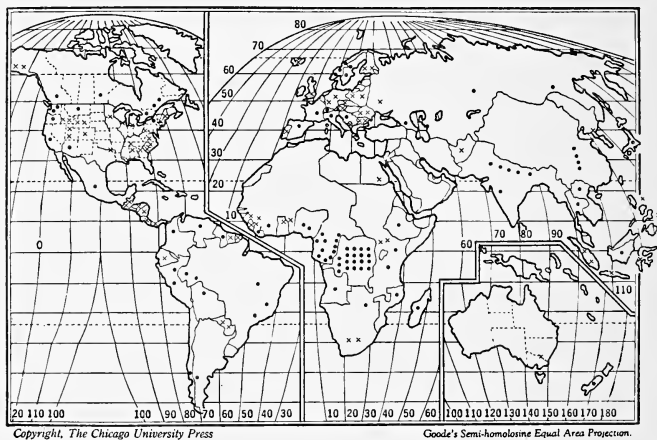 80
70
60
50
40
30
20
10
0
70 80 90
60
110
20 110 100
100 90 80 70 60 50 40 30
10 20 30 40 50 60
100 110 120 130 140 150 160 170 180
Copyright, The Chicago University Press
Goode's Semi-homolosine Equal Area Projection.